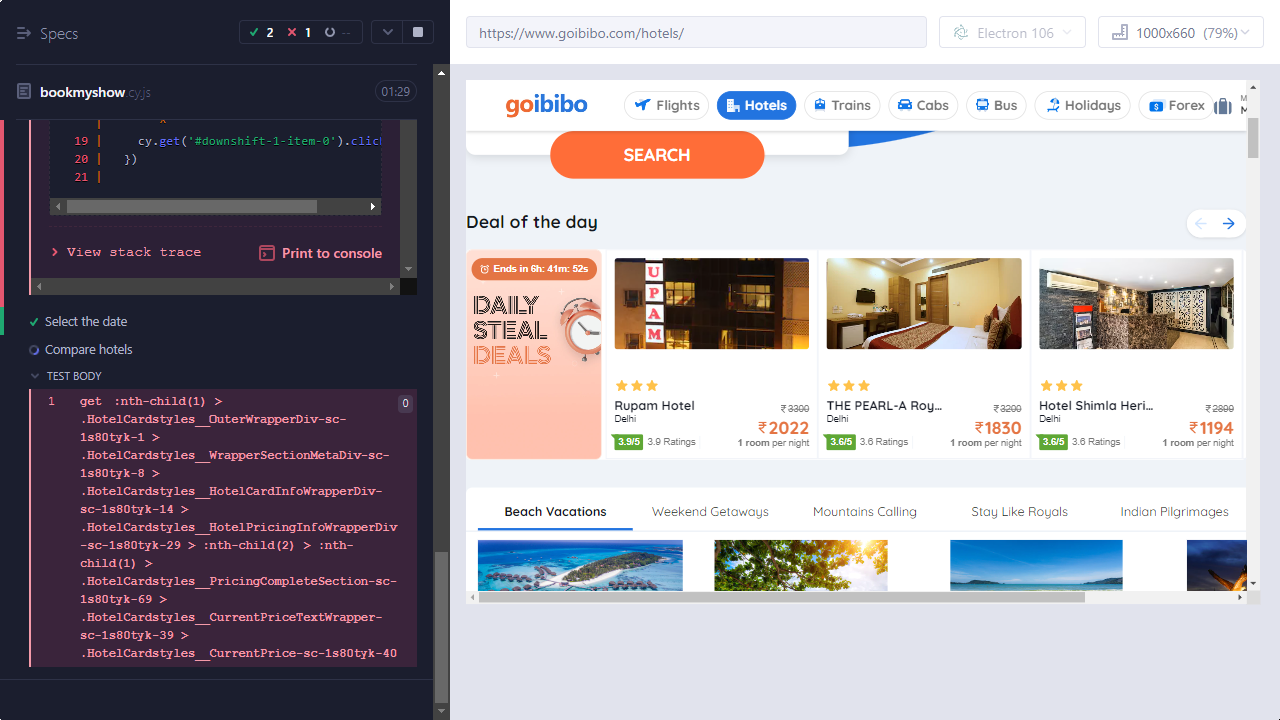 Specs
2
1
--
https://www.goibibo.com/hotels/
Electron 106
1000x660 (79%)
bookmyshow.cy.js
01:29
19 | cy.get('#downshift-1-item-0').clic
20 | })
21 |
View stack trace
Print to console
Select the date
Compare hotels
TEST BODY
1 get :nth-child(1) >
0
.HotelCardstyles__OuterWrapperDiv-sc-
1s80tyk-1 >
.HotelCardstyles__WrapperSectionMetaDiv-sc-
1s80tyk-8 >
.HotelCardstyles__HotelCardInfoWrapperDiv-
sc-1s80tyk-14 >
.HotelCardstyles__HotelPricingInfoWrapperDiv
-sc-1s80tyk-29 > :nth-child(2) > :nth-
child(1) >
.HotelCardstyles__PricingCompleteSection-sc-
1s80tyk-69 >
.HotelCardstyles__CurrentPriceTextWrapper-
sc-1s80tyk-39 >
.HotelCardstyles__CurrentPrice-sc-1s80tyk-40
goibibo
Flights
Hotels
Trains
Cabs
Bus
Holidays
Forex
SEARCH
Deal of the day
Ends in 6h: 41m: 52s
DAILY
STEAL
DEALS
UPAM
Rupam Hotel
₹3300
Delhi
₹2022
3.9/5 3.9 Ratings
1 room per night
THE PEARL-A Roy...
₹3200
Delhi
₹1830
3.6/5 3.6 Ratings
1 room per night
Hotel Shimla Heri...
₹2800
Delhi
₹1194
3.6/5 3.6 Ratings
1 room per night
Beach Vacations
Weekend Getaways
Mountains Calling
Stay Like Royals
Indian Pilgrimages